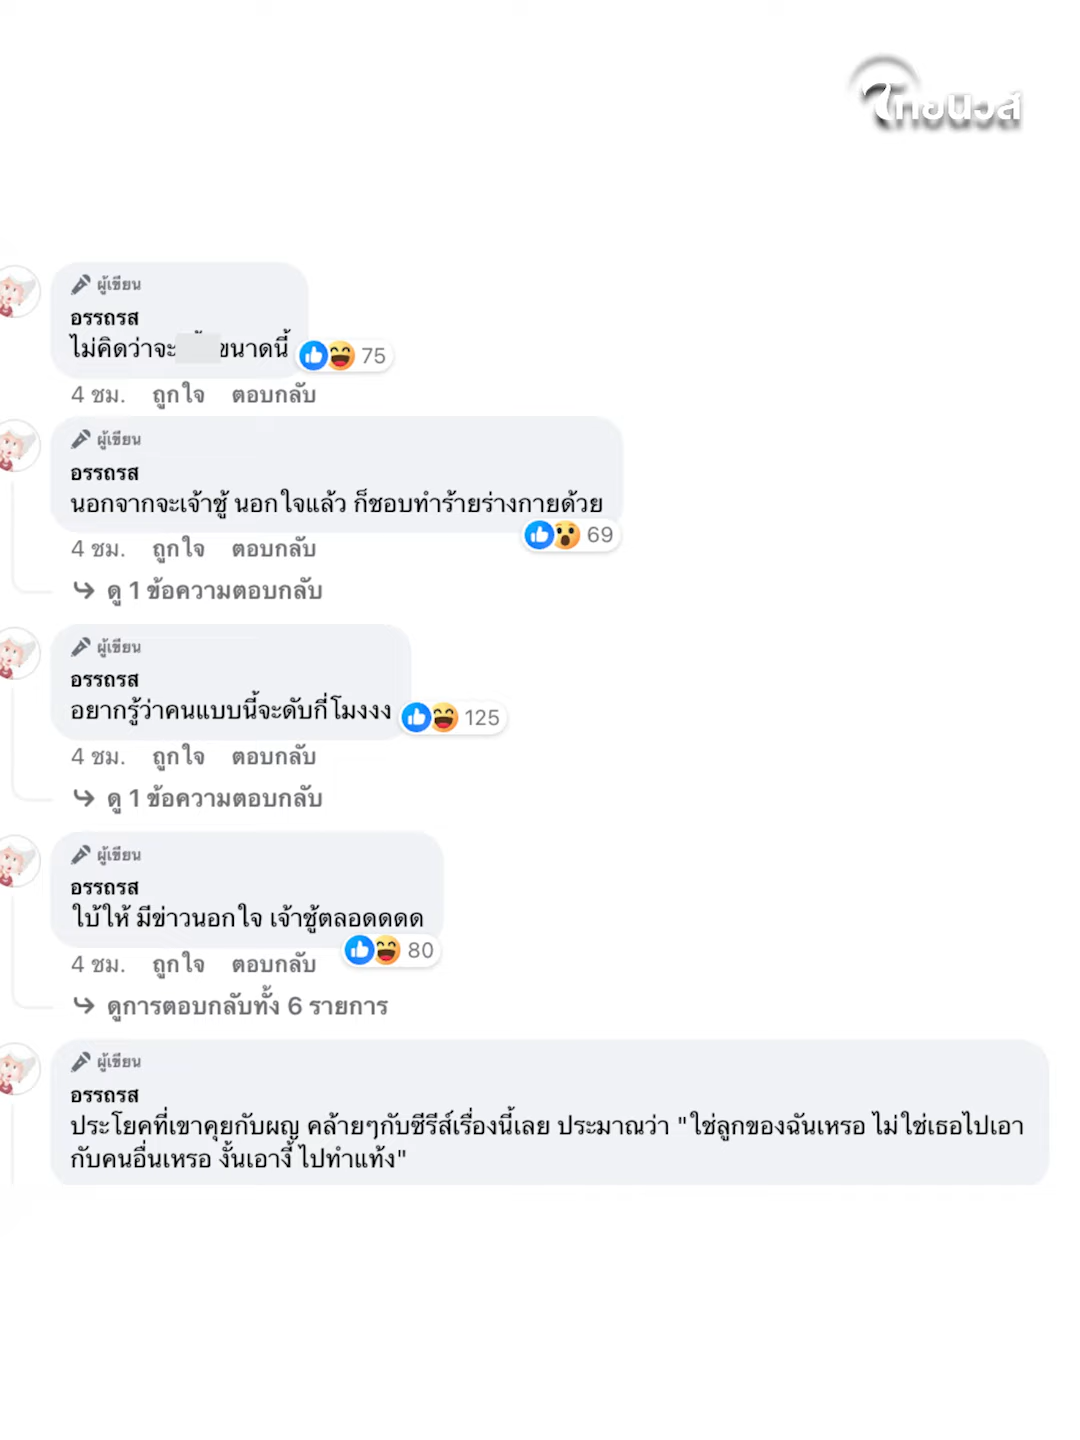 ไทยนิวส์
ผู้เขียน
อรรถรส
ไม่คิดว่าจะ ขนาดนี้
75
4 ชม. ถูกใจ ตอบกลับ
ผู้เขียน
อรรถรส
นอกจากจะเจ้าชู้ นอกใจแล้ว ก็ชอบทำร้ายร่างกายด้วย
69
4 ชม. ถูกใจ ตอบกลับ
ดู 1 ข้อความตอบกลับ
ผู้เขียน
อรรถรส
อยากรู้ว่าคนแบบนี้จะดับกี่โมงงง
125
4 ชม. ถูกใจ ตอบกลับ
ดู 1 ข้อความตอบกลับ
ผู้เขียน
อรรถรส
ใบ้ให้ มีข่าวนอกใจ เจ้าชู้ตลอดดดด
80
4 ชม. ถูกใจ ตอบกลับ
ดูการตอบกลับทั้ง 6 รายการ
ผู้เขียน
อรรถรส
ประโยคที่เขาคุยกับผญ คล้ายๆกับซีรีส์เรื่องนี้เลย ประมาณว่า "ใช่ลูกของฉันเหรอ ไม่ใช่เธอไปเอา
กับคนอื่นเหรอ งั้นเอางี้ ไปทำแท้ง"